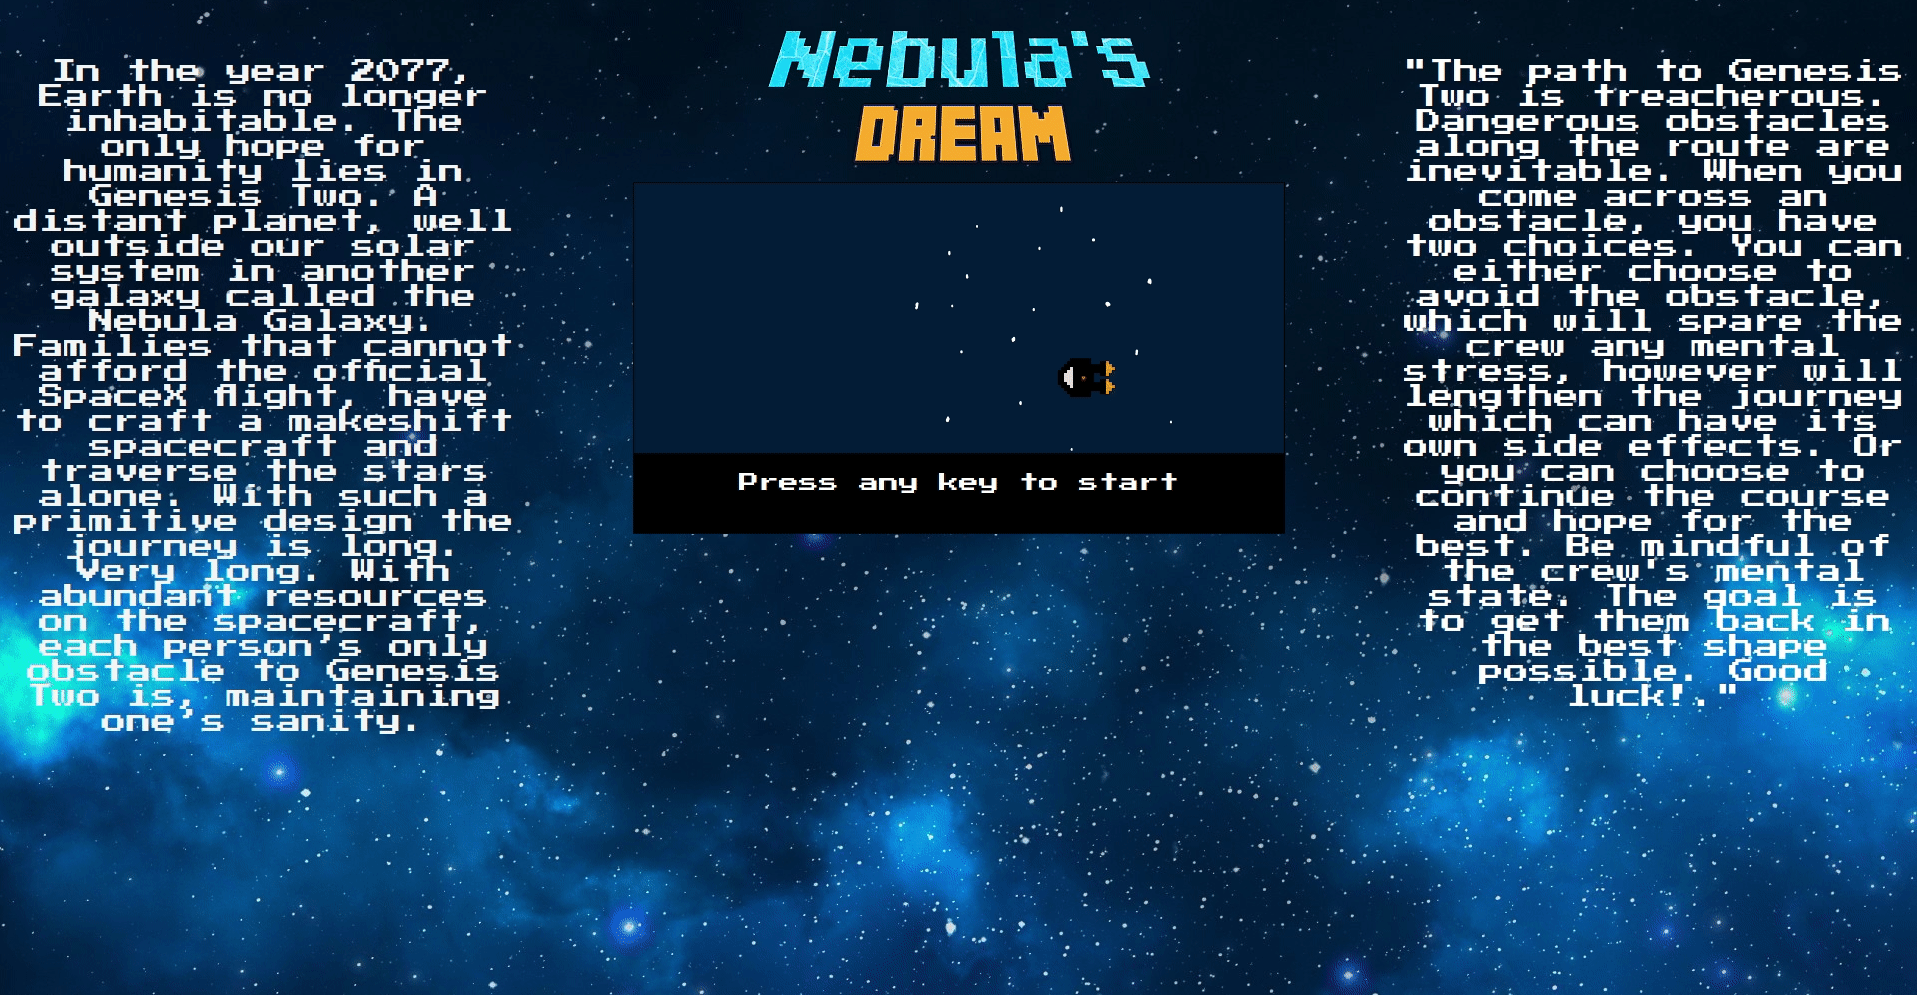 Nebula's
DREAM
In the year 2077,
Earth is no longer
inhabitable. The
only hope for
humanity lies in
Genesis Two. A
distant planet, well
outside our solar
system in another
galaxy called the
Nebula Galaxy.
Families that cannot
afford the official
SpaceX flight, have
to craft a makeshift
spacecraft and
traverse the stars
alone. With such a
primitive design the
journey is long.
Very long. With
abundant resources
on the spacecraft,
each person’s only
obstacle to Genesis
Two is, maintaining
one’s sanity.
Press any key to start
"The path to Genesis
Two is treacherous.
Dangerous obstacles
along the route are
inevitable. When you
come across an
obstacle, you have
two choices. You can
either choose to
avoid the obstacle,
which will spare the
crew any mental
stress, however will
lengthen the journey
which can have its
own side effects. Or
you can choose to
continue the course
and hope for the
best. Be mindful of
the crew's mental
state. The goal is
to get them back in
the best shape
possible. Good
luck!."